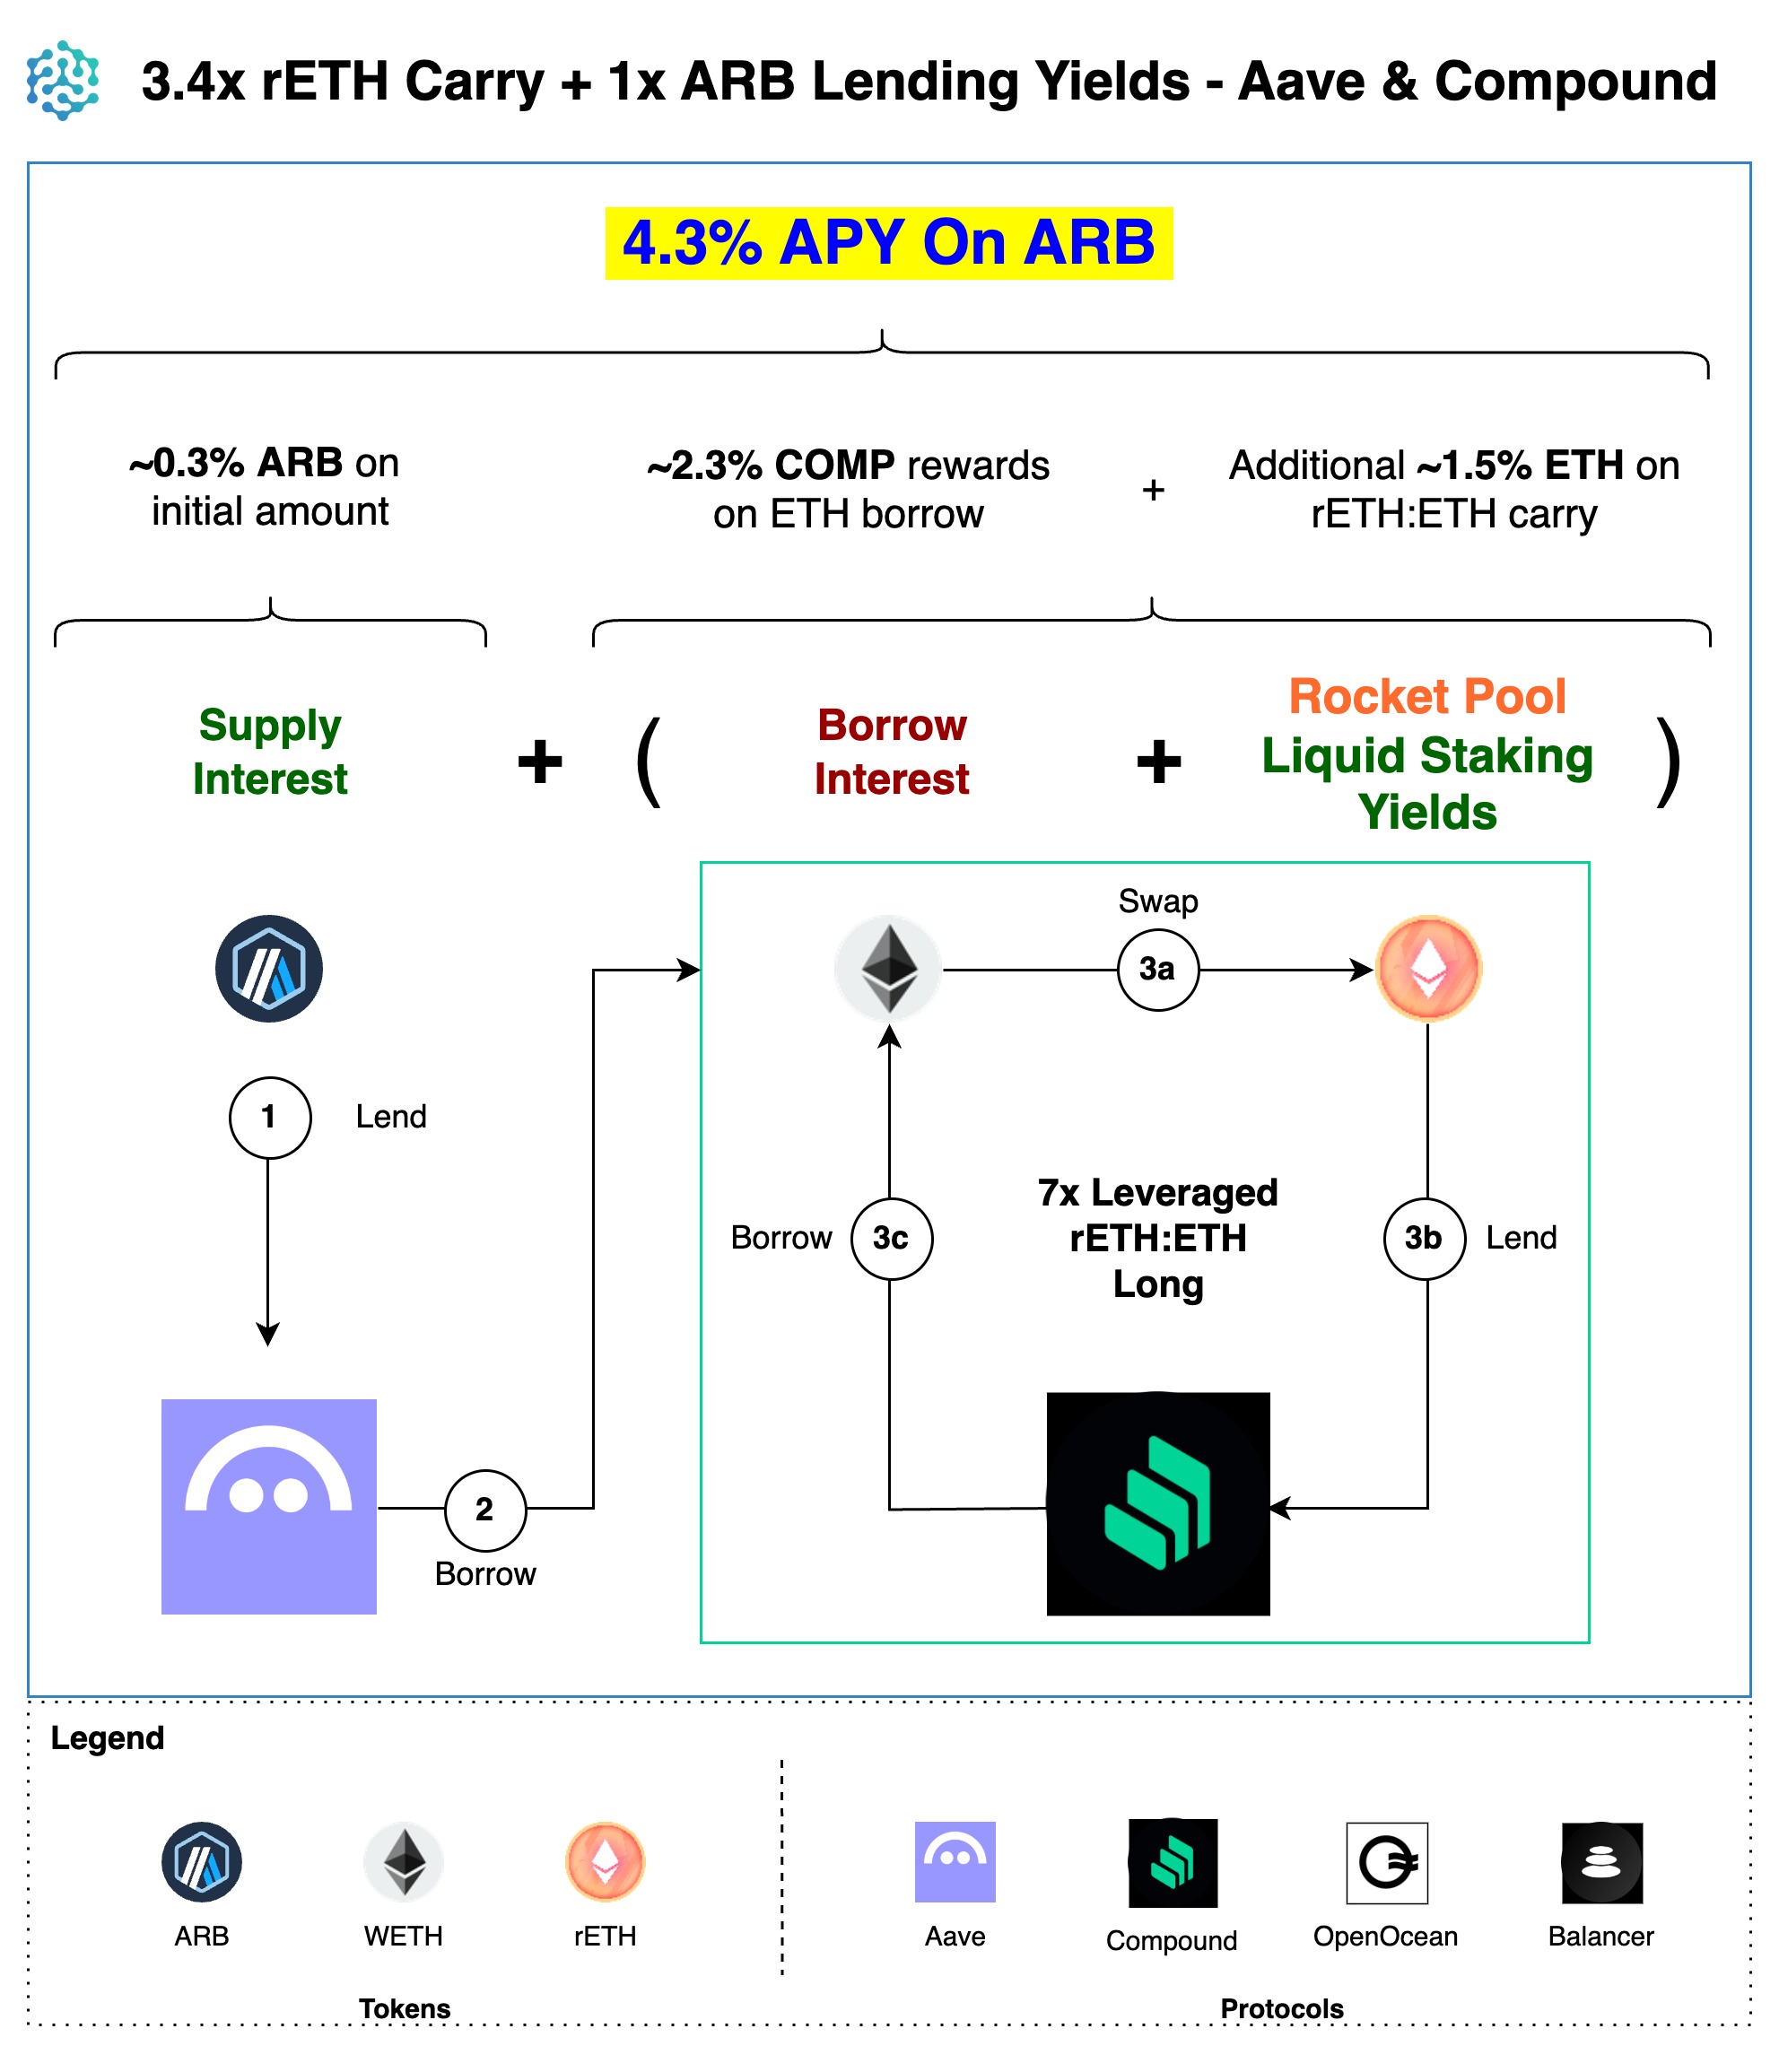 3.4x rETH Carry + 1x ARB Lending Yields - Aave & Compound
4.3% APY On ARB
~0.3% ARB on
initial amount
~2.3% COMP rewards
on ETH borrow
+
Additional ~1.5% ETH on
rETH:ETH carry
Supply
Interest
+
(
Borrow
Interest
+
Rocket Pool
Liquid Staking
Yields
)
Swap
3a
1
Lend
Borrow
3c
7x Leveraged
rETH:ETH
Long
3b
Lend
2
Borrow
Legend
ARB
WETH
rETH
Aave
Compound
OpenOcean
Balancer
Tokens
Protocols